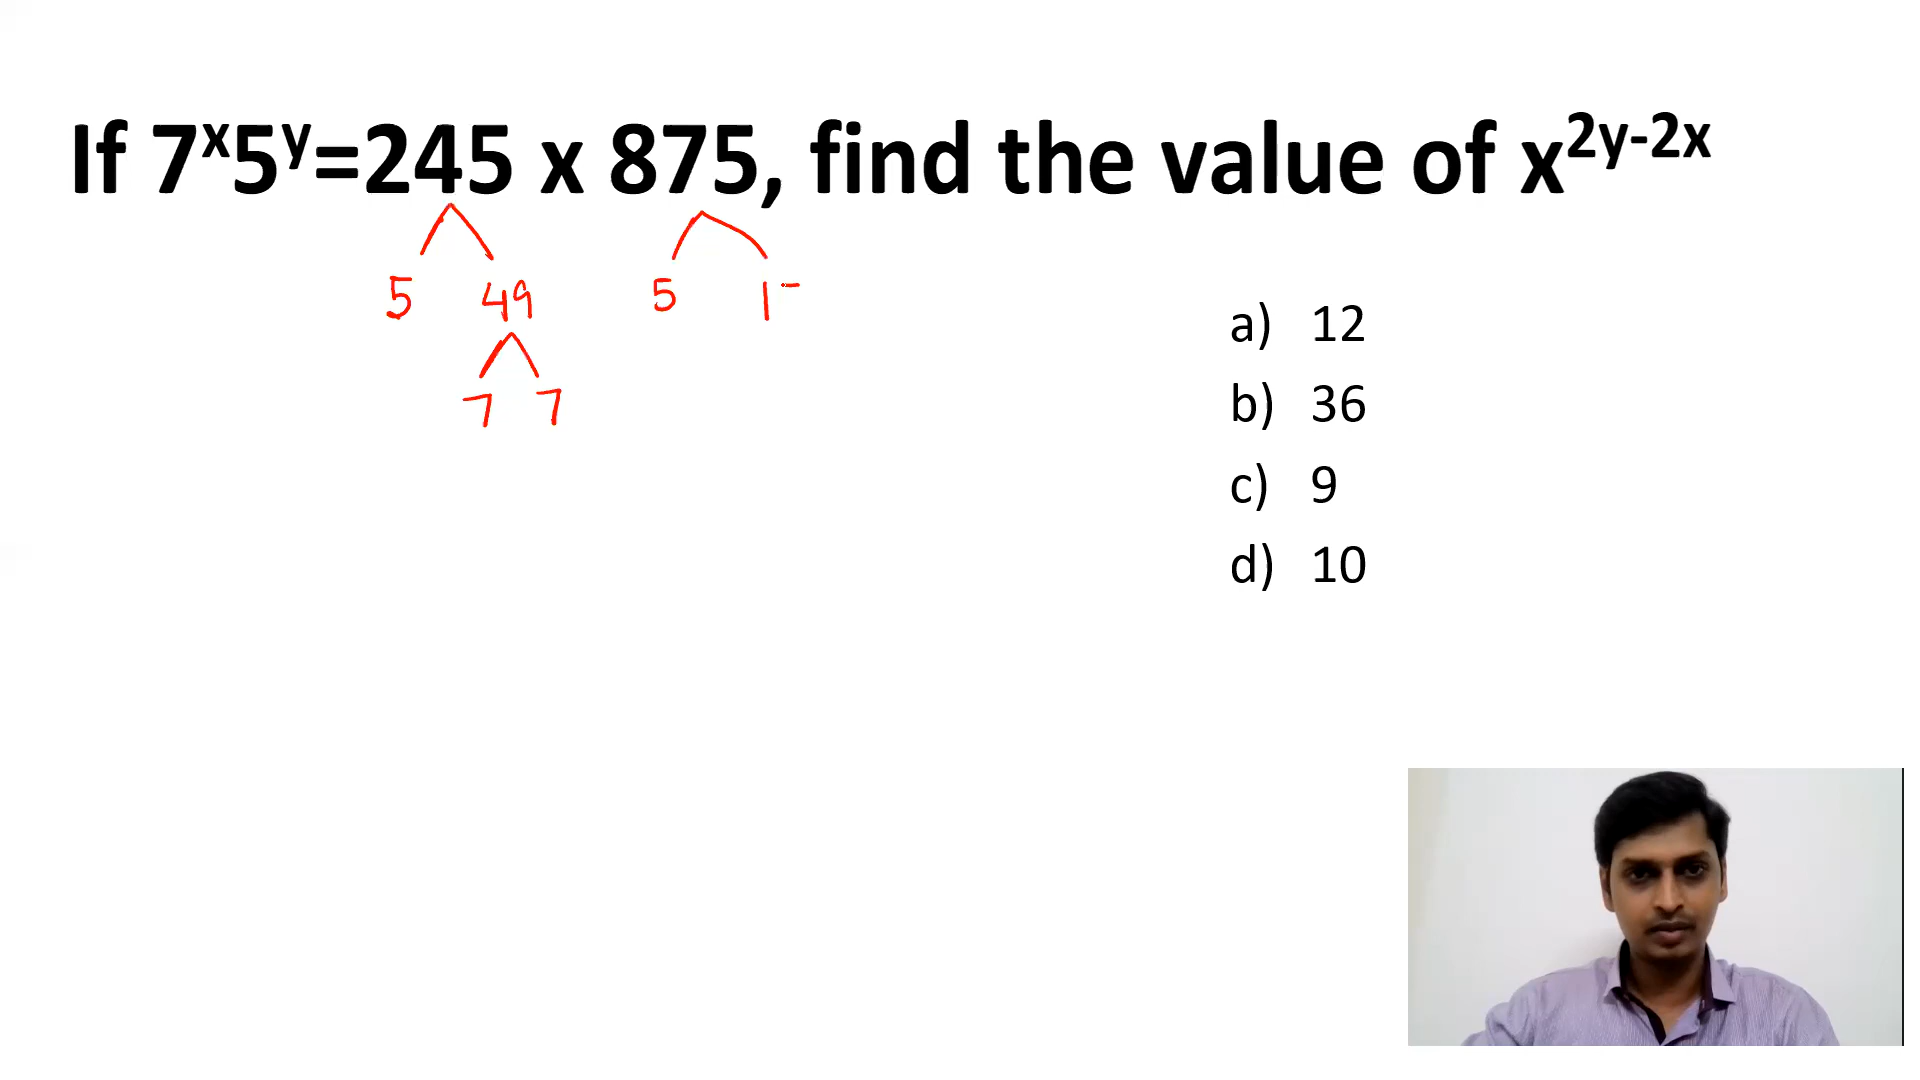 If 7ˣ5ʸ=245 x 875, find the value of x²ʸ⁻²ˣ
5 49 5 1
7 7
a) 12
b) 36
c) 9
d) 10